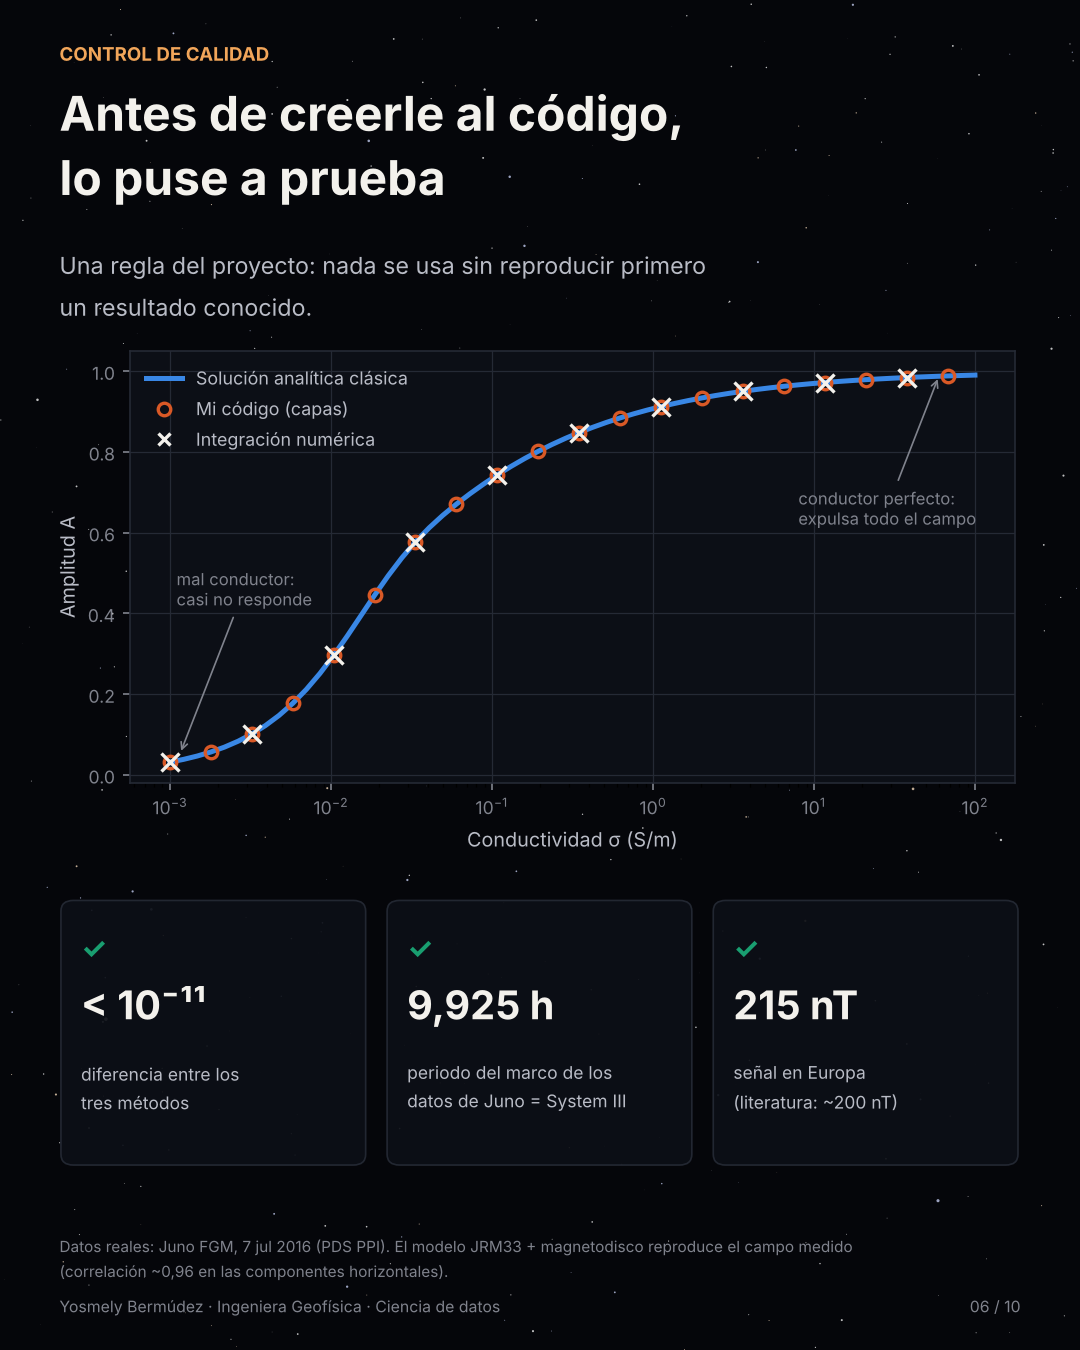 CONTROL DE CALIDAD
Antes de creerle al código,
lo puse a prueba
Una regla del proyecto: nada se usa sin reproducir primero
un resultado conocido.
Solución analítica clásica
Mi código (capas)
Integración numérica
1.0
0.8
0.6
0.4
0.2
0.0
Amplitud A
conductor perfecto:
expulsa todo el campo
mal conductor:
casi no responde
10⁻³ 10⁻² 10⁻¹ 10⁰ 10¹ 10²
Conductividad σ (S/m)
< 10⁻¹¹
diferencia entre los
tres métodos
9,925 h
periodo del marco de los
datos de Juno = System III
215 nT
señal en Europa
(literatura: ~200 nT)
Datos reales: Juno FGM, 7 jul 2016 (PDS PPI). El modelo JRM33 + magnetodisco reproduce el campo medido
(correlación ~0,96 en las componentes horizontales).
Yosmely Bermúdez · Ingeniera Geofísica · Ciencia de datos
06 / 10